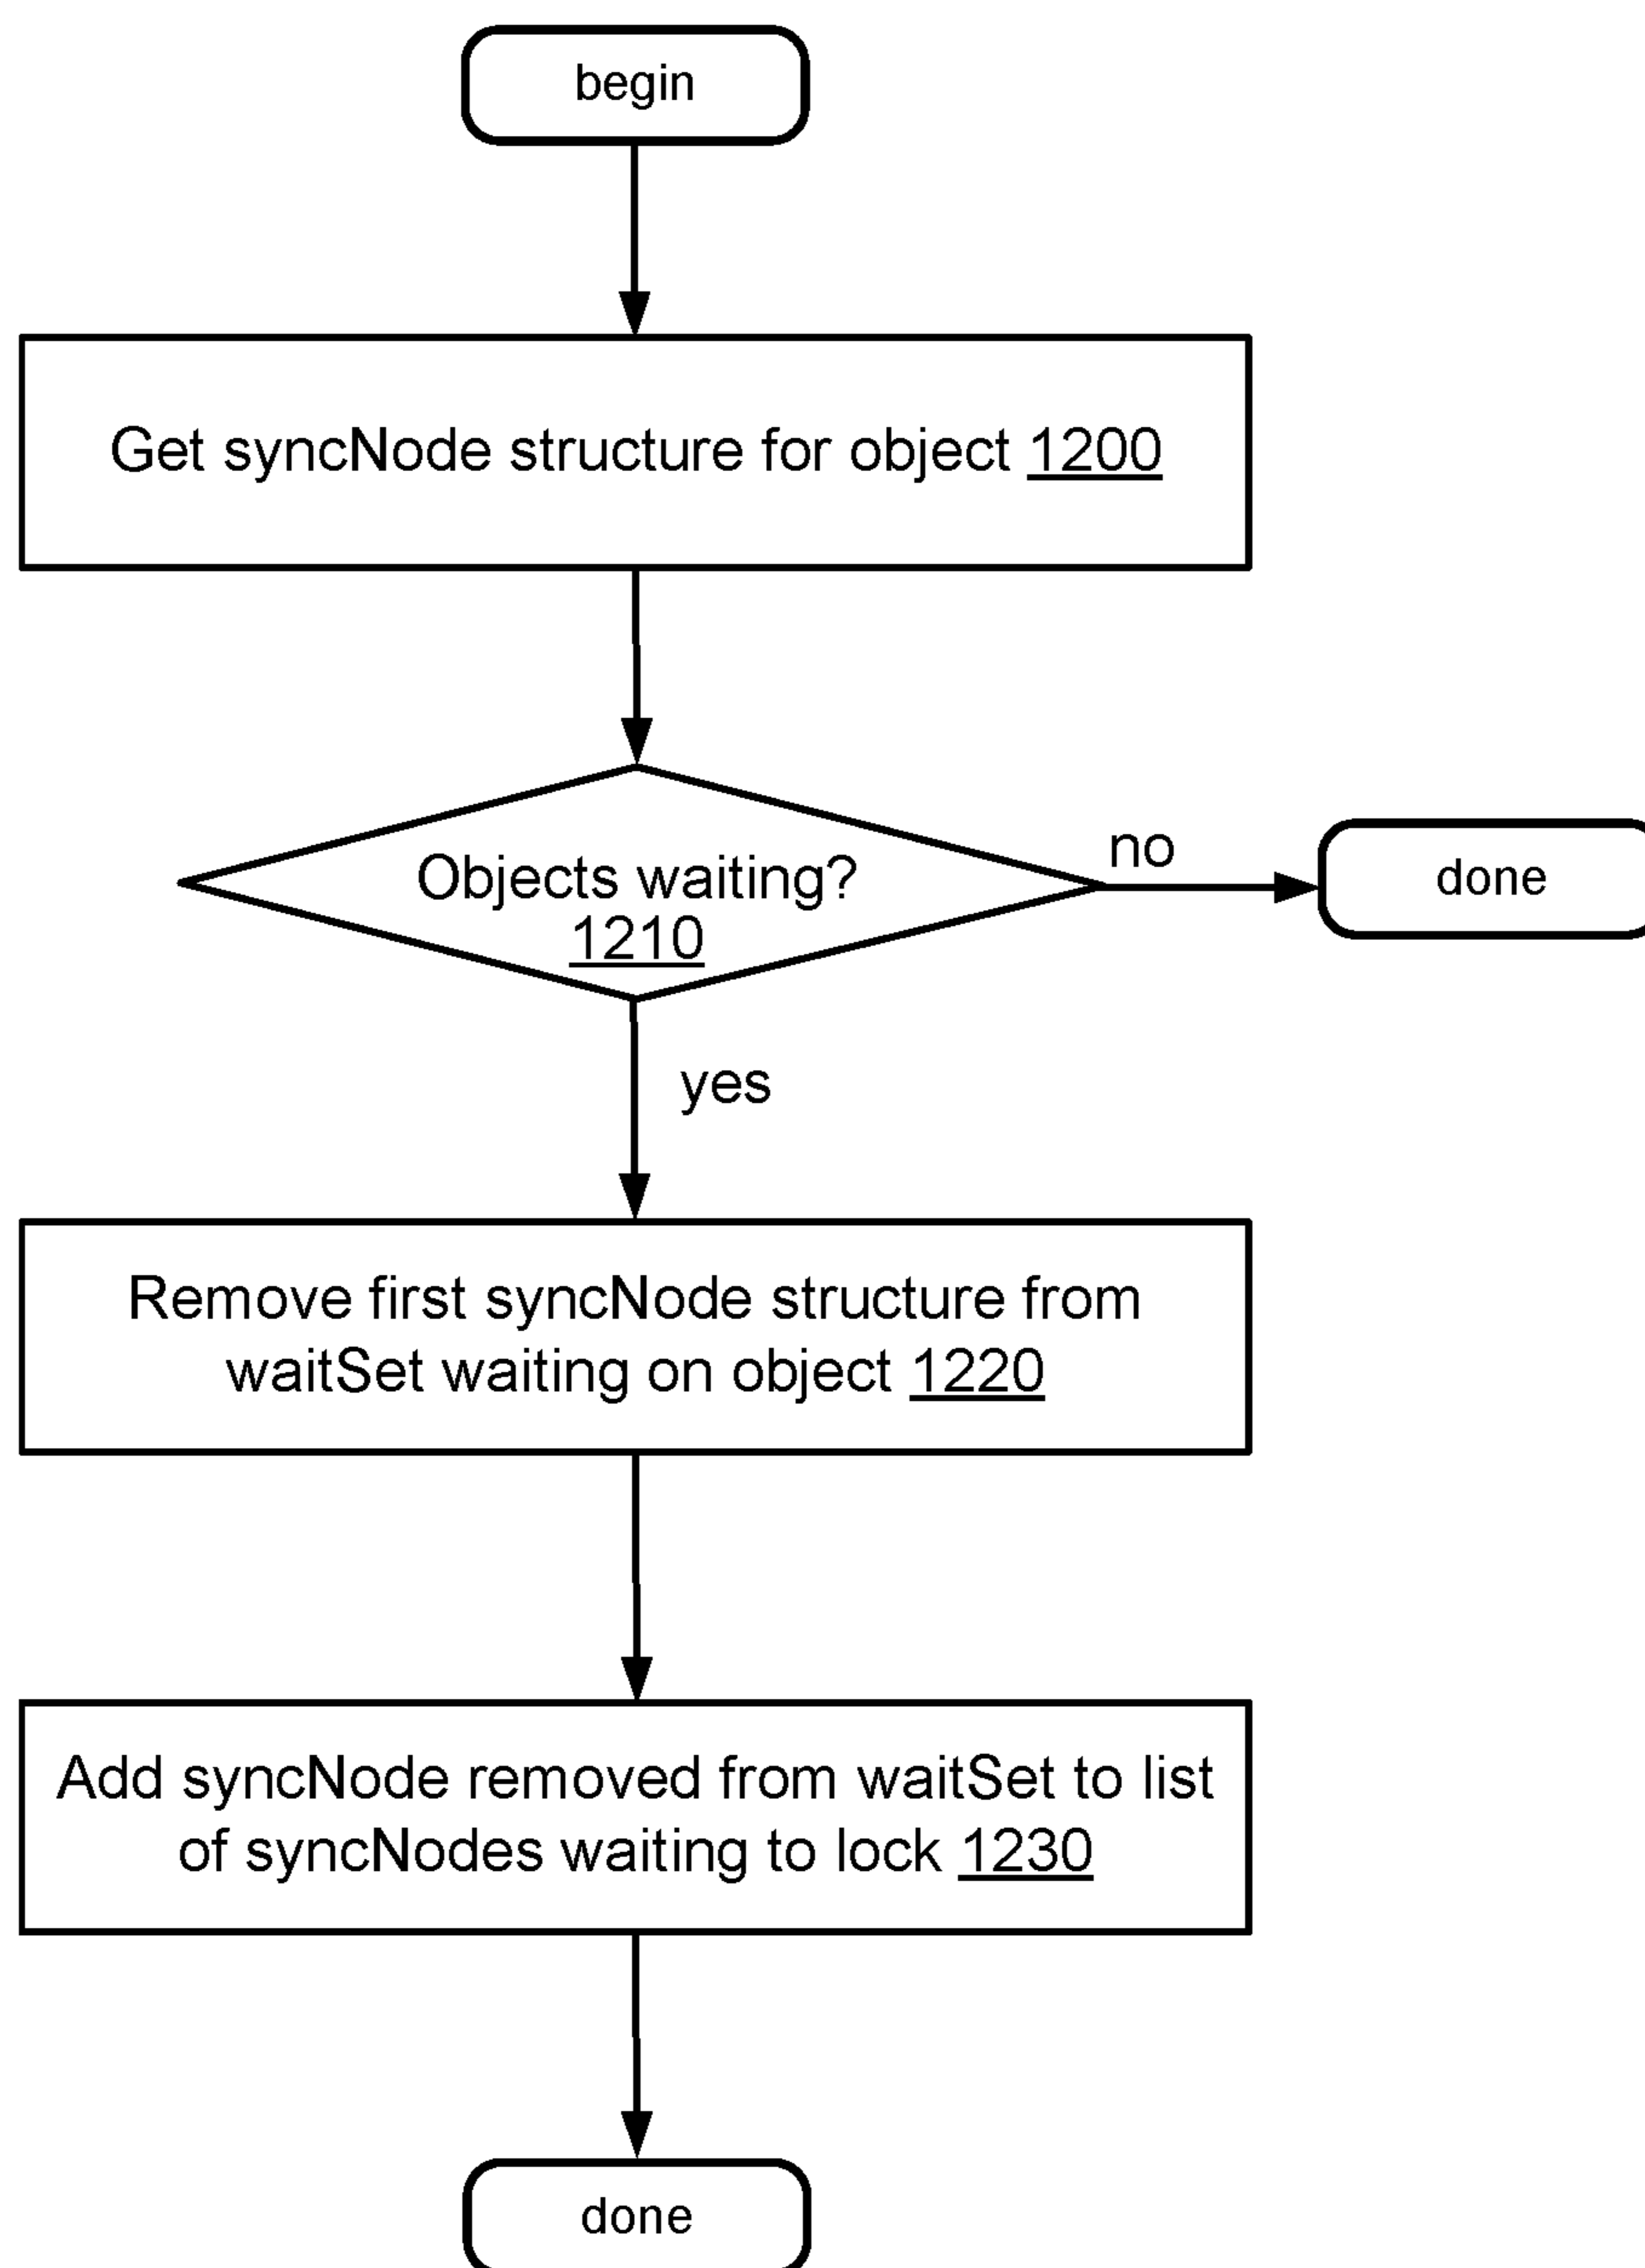 begin
Get syncNode structure for object 1200
Objects waiting?
1210
no
done
yes
Remove first syncNode structure from
waitSet waiting on object 1220
Add syncNode removed from waitSet to list
of syncNodes waiting to lock 1230
done